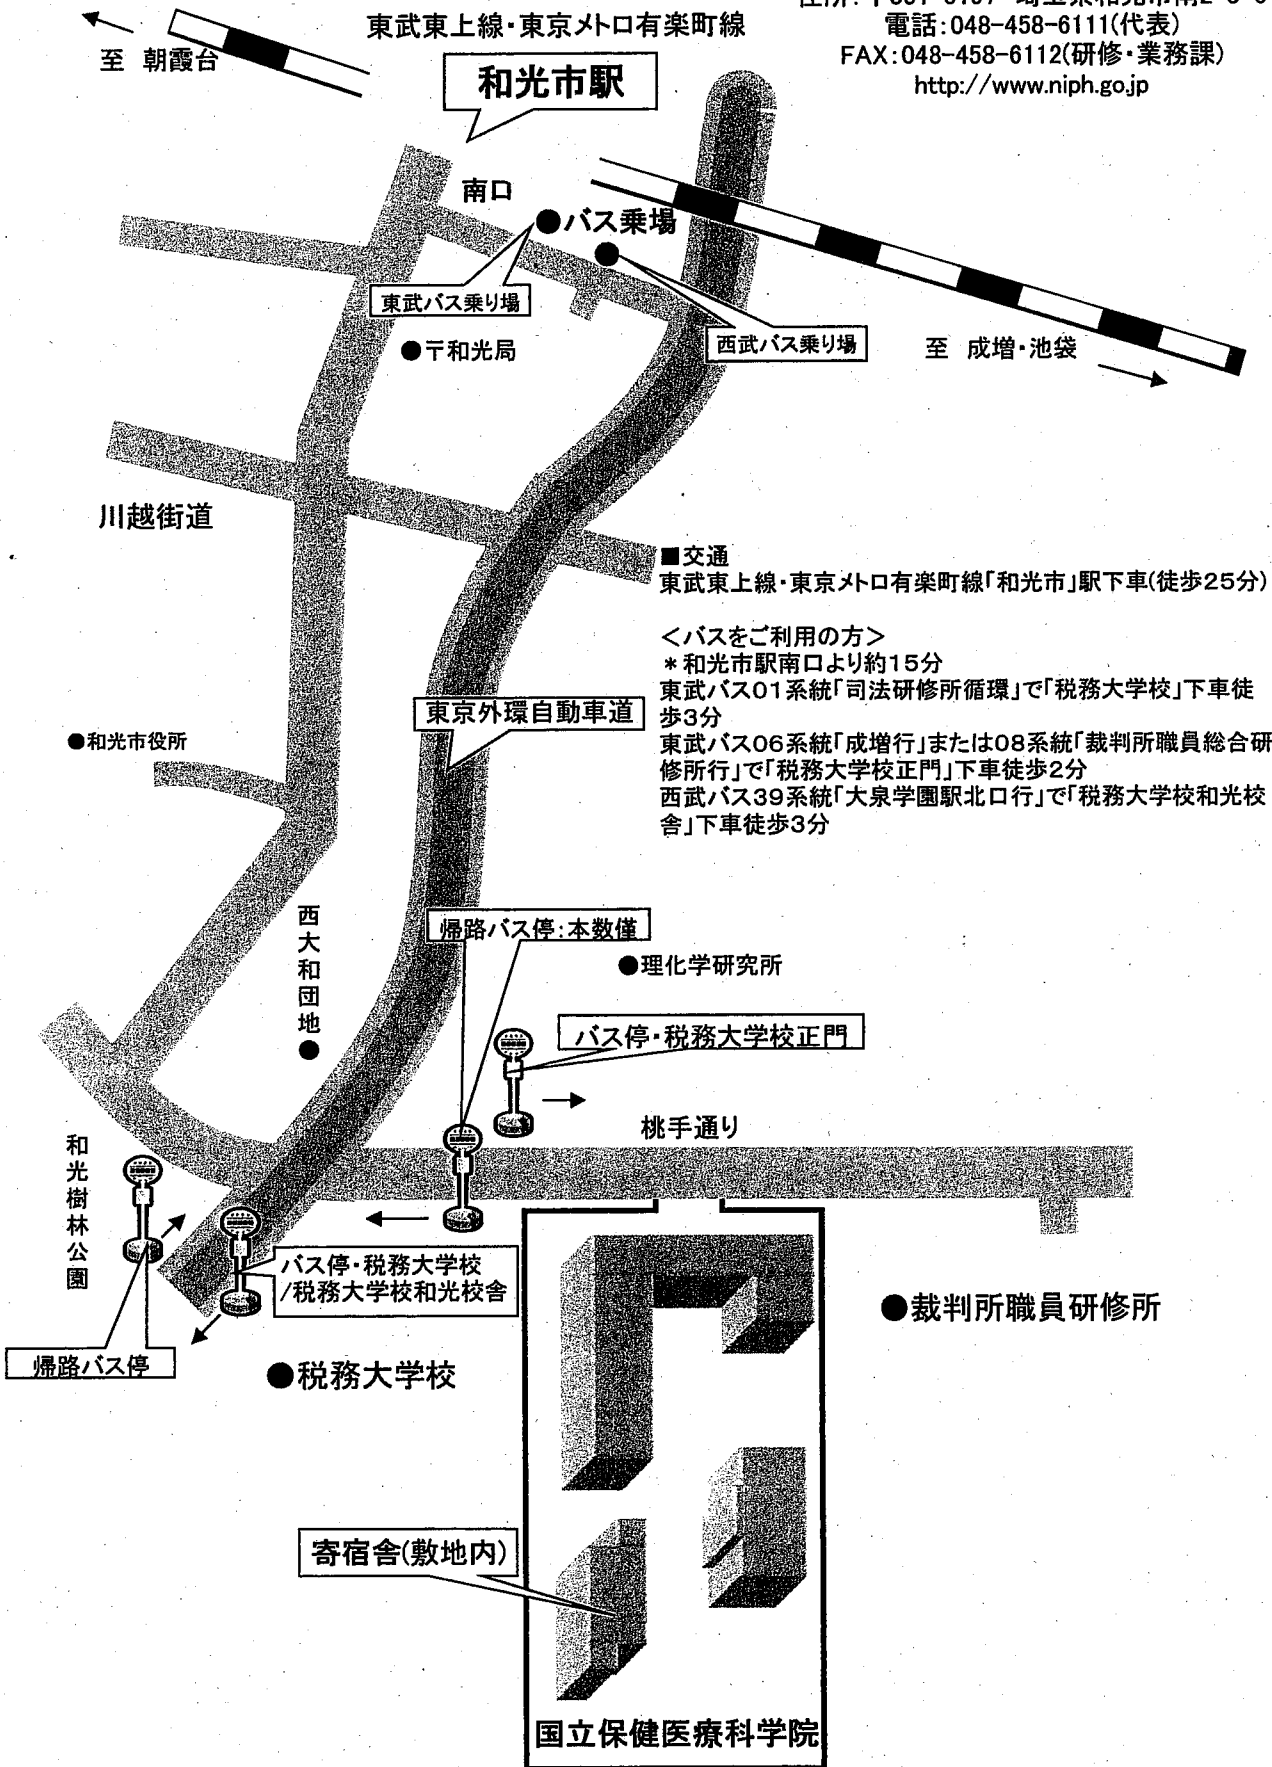 東武東上線・東京メトロ有楽町線
電話:048-458-6111(代表)
FAX:048-458-6112(研修・業務課)
http://www.niph.go.jp
至 朝霞台
和光市駅
南口
●バス乗場
東武バス乗り場
西武バス乗り場
●〒和光局
至 成増・池袋
川越街道
■交通
東武東上線・東京メトロ有楽町線「和光市」駅下車(徒歩25分)
<バスをご利用の方>
*和光市駅南口より約15分
東武バス01系統「司法研修所循環」で「税務大学校」下車徒
歩3分
東武バス06系統「成増行」または08系統「裁判所職員総合研
修所行」で「税務大学校正門」下車徒歩2分
西武バス39系統「大泉学園駅北口行」で「税務大学校和光校
舎」下車徒歩3分
東京外環自動車道
●和光市役所
西大和団地●
帰路バス停:本数僅
●理化学研究所
バス停・税務大学校正門
桃手通り
和光樹林公園
バス停・税務大学校
/税務大学校和光校舎
帰路バス停
●税務大学校
●裁判所職員研修所
寄宿舎(敷地内)
国立保健医療科学院